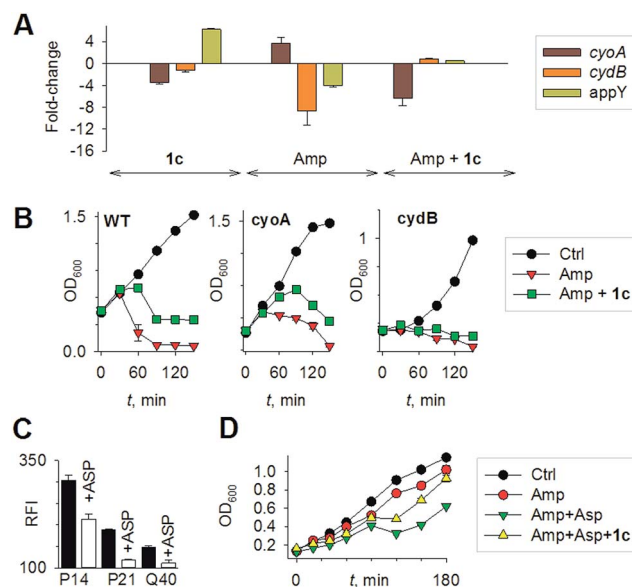 A
Fold-change
4
0
-4
-8
-12
-16
1c
Amp
Amp + 1c
cyoA
cydB
appY
B
OD600
1.5
0.0
WT
0 60 120
OD600
1.5
cyoA
0 60 120
OD600
1
cydB
0 60 120
t, min
t, min
t, min
Ctrl
Amp
Amp + 1c
C
RFI
350
100
+ASP
+ASP
+ASP
P14 P21 Q40
D
OD600
1.0
0.8
0.6
0.4
0.2
0
180
t, min
Ctrl
Amp
Amp+Asp
Amp+Asp+1c